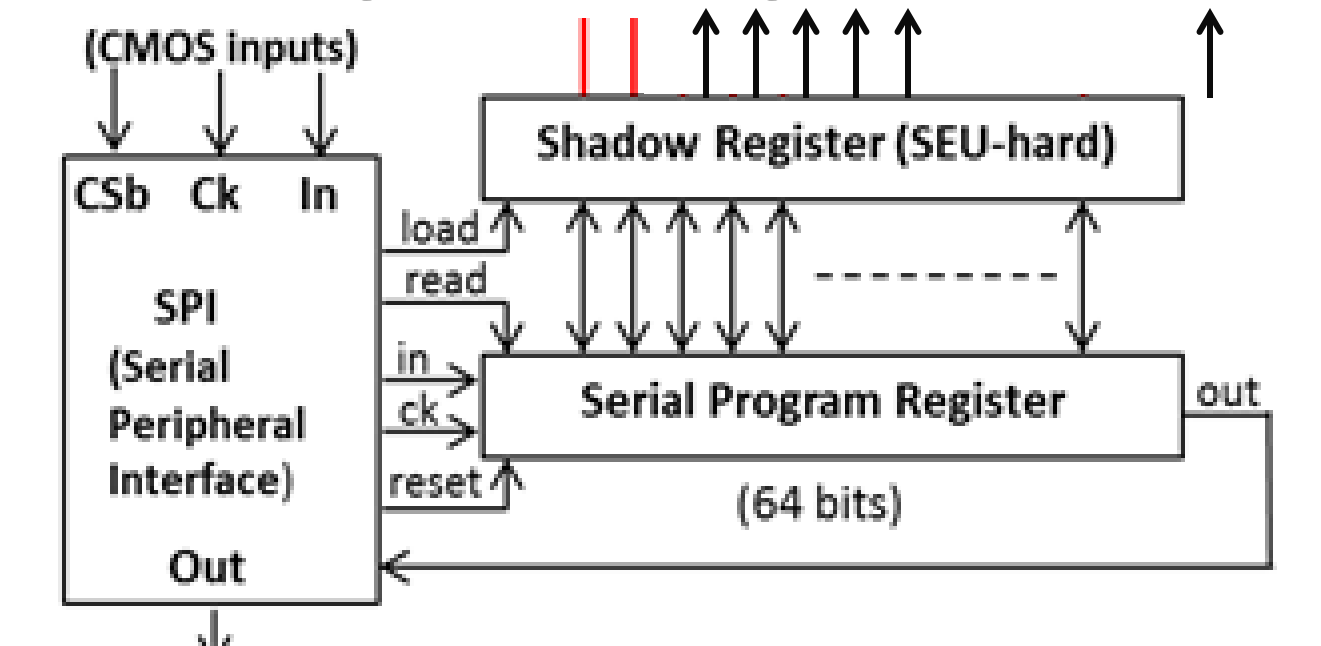 (CMOS inputs)
CSb Ck In
SPI
(Serial
Peripheral
Interface)
Out
load
read
in
ck
reset
Shadow Register (SEU-hard)
Serial Program Register
(64 bits)
out